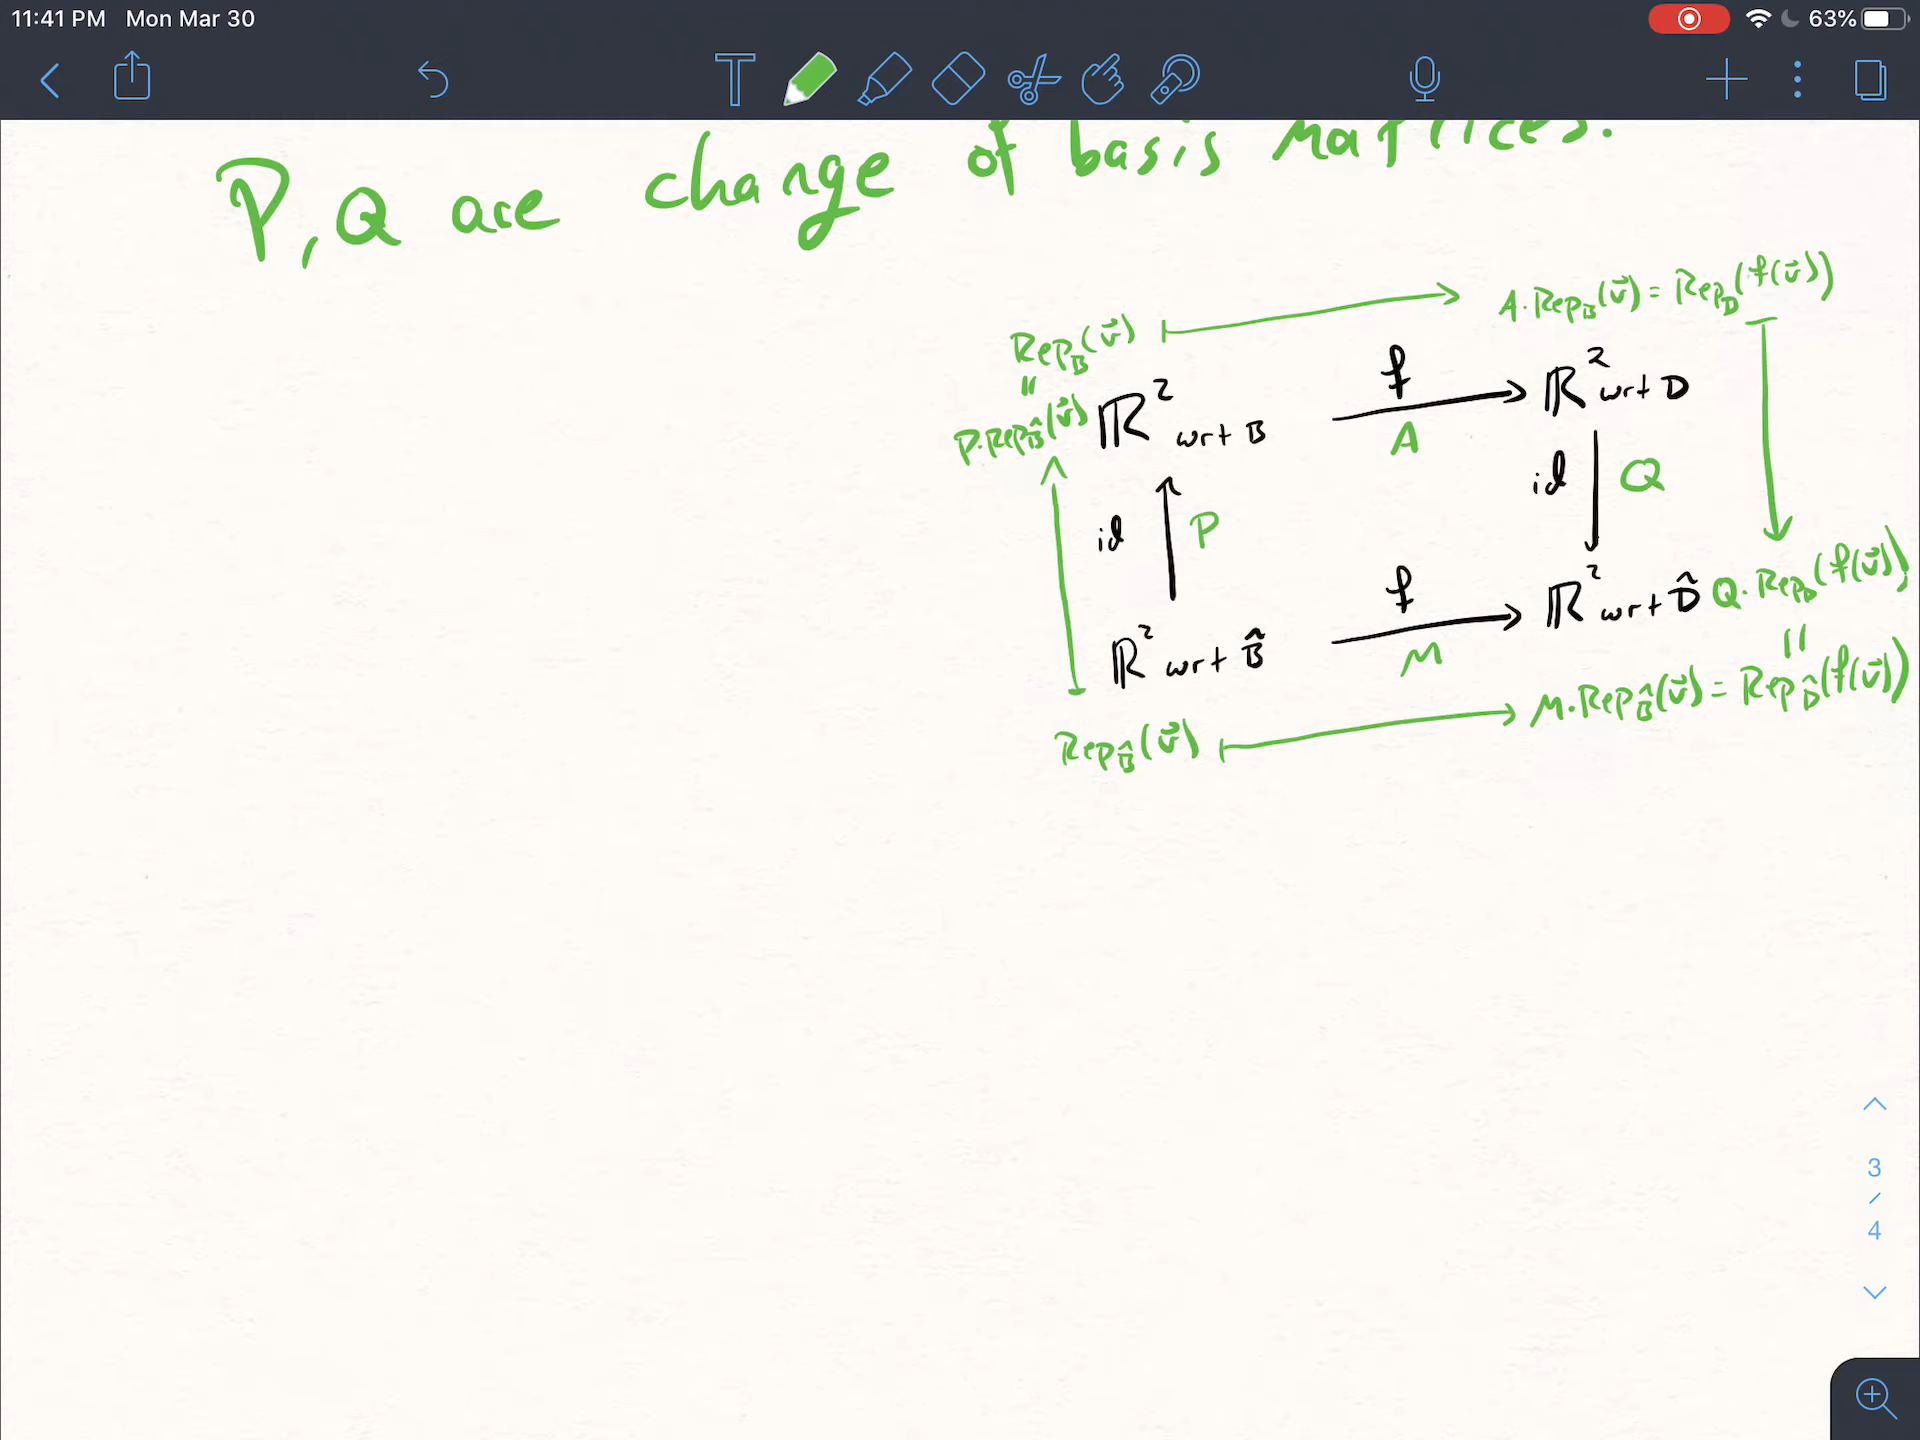 11:41 PM Mon Mar 30
63%
T
P, Q are change of basis matrices.
A·Rep_B(v⃗) = Rep_D(f(v⃗))
Rep_B(v⃗)
=
P·Rep_B̂(v⃗)
ℝ² wrt B
f
A
ℝ² wrt D
id
P
id
Q
ℝ² wrt B̂
f
M
ℝ² wrt D̂
Q·Rep_D(f(v⃗))
=
Rep_B̂(v⃗)
M·Rep_B̂(v⃗) = Rep_D̂(f(v⃗))
3
/
4